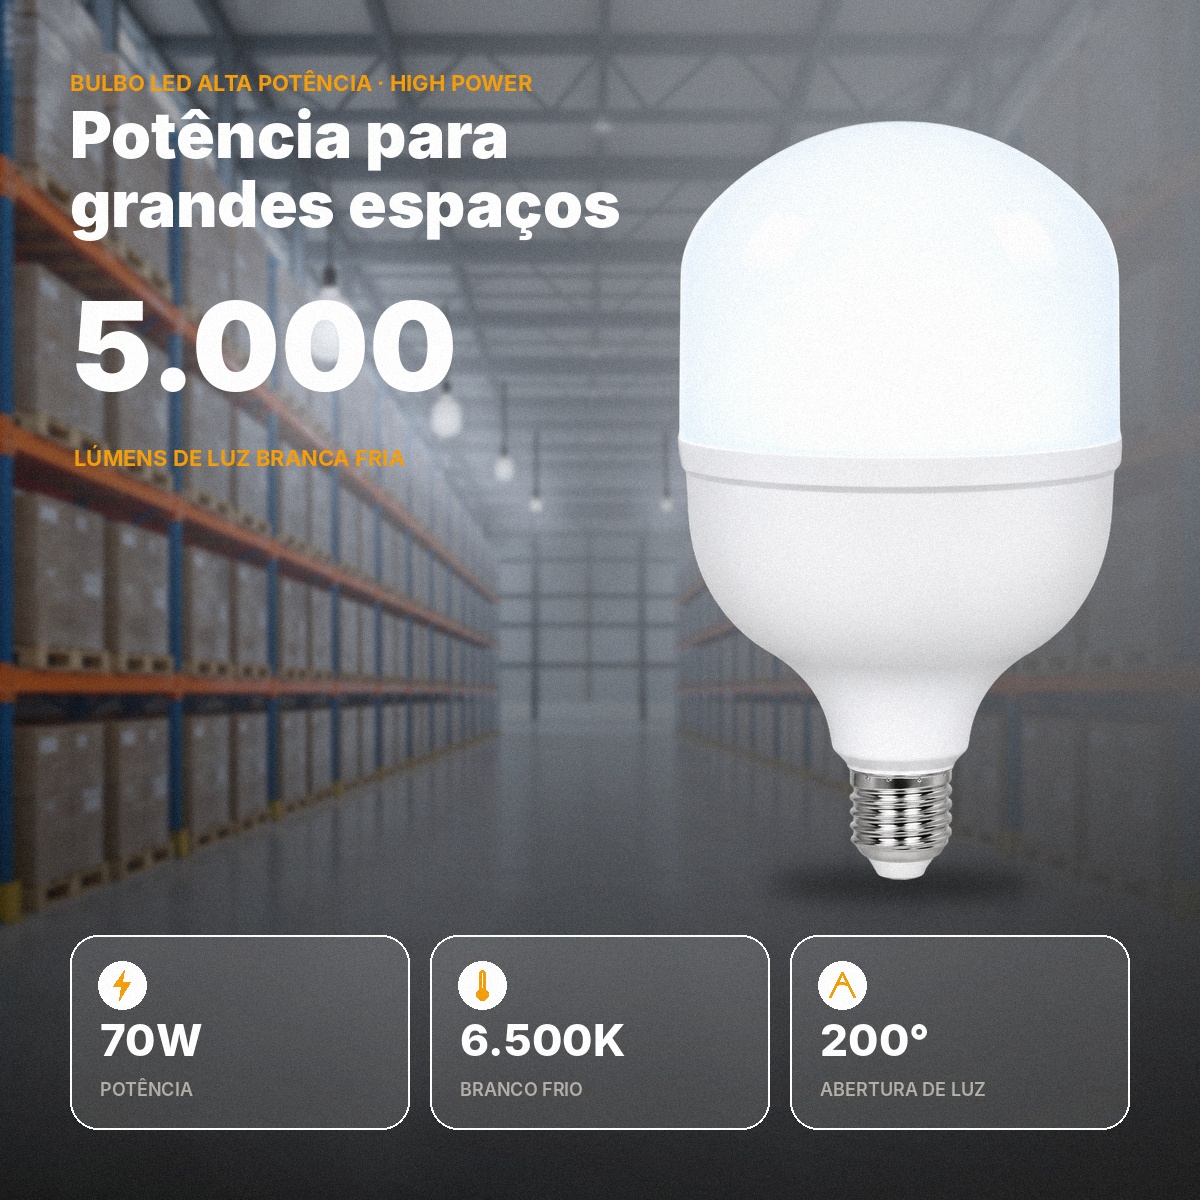 BULBO LED ALTA POTÊNCIA · HIGH POWER
Potência para
grandes espaços
5.000
LÚMENS DE LUZ BRANCA FRIA
70W
POTÊNCIA
6.500K
BRANCO FRIO
200°
ABERTURA DE LUZ